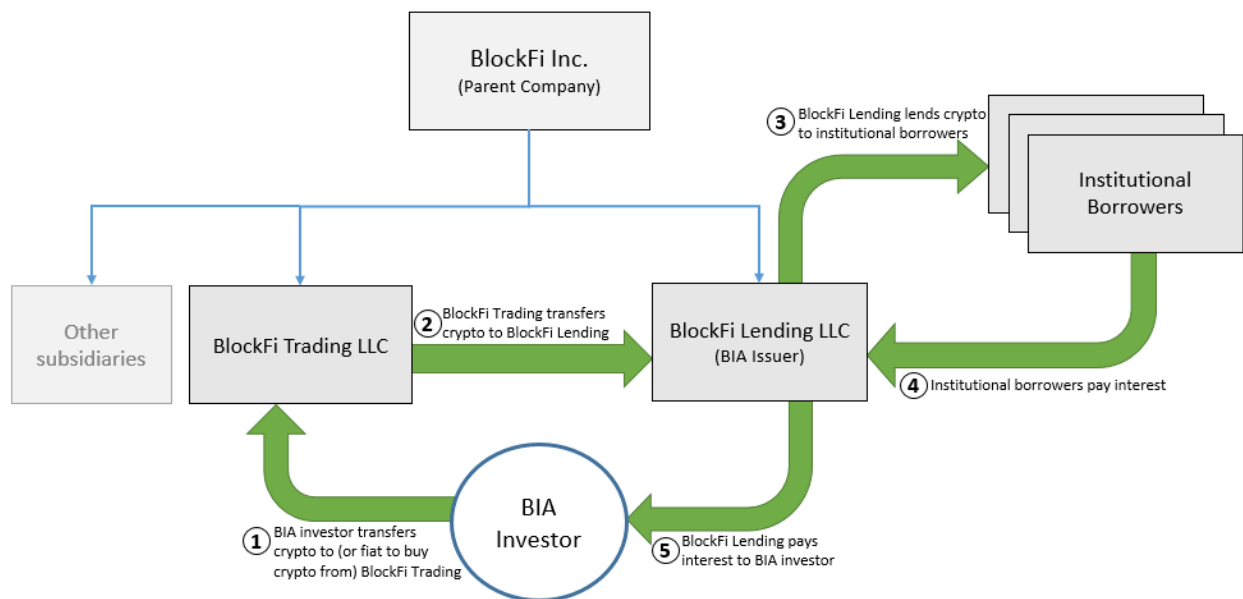 BlockFi Inc.
(Parent Company)
3 BlockFi Lending lends crypto
to institutional borrowers
Institutional
Borrowers
Other
subsidiaries
BlockFi Trading LLC
2 BlockFi Trading transfers
crypto to BlockFi Lending
BlockFi Lending LLC
(BIA Issuer)
4 Institutional borrowers pay interest
1 BIA investor transfers
crypto to (or fiat to buy
crypto from) BlockFi Trading
BIA
Investor
5 BlockFi Lending pays
interest to BIA investor